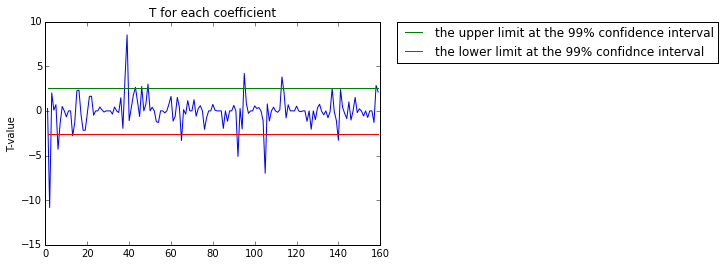 T for each coefficient
the upper limit at the 99% confidence interval
the lower limit at the 99% confidnce interval
T-value
10
5
0
−5
−10
−15
0 20 40 60 80 100 120 140 160